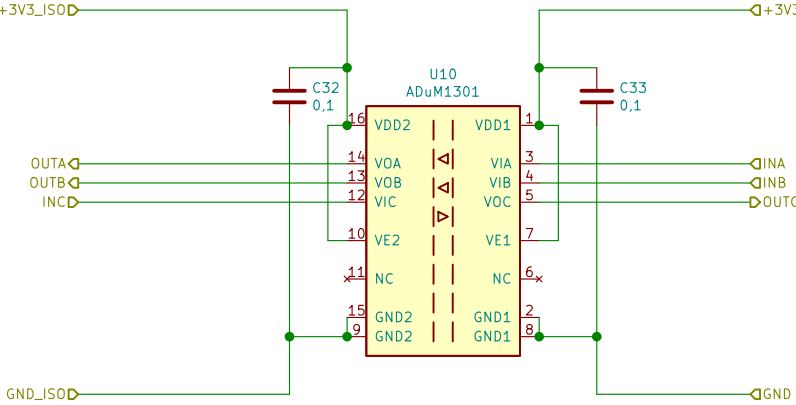 +3V3_ISO
+3V3
U10
ADuM1301
C32
0,1
C33
0,1
16 VDD2 VDD1 1
OUTA 14 VOA VIA 3 INA
OUTB 13 VOB VIB 4 INB
INC 12 VIC VOC 5 OUTC
10 VE2 VE1 7
11 NC NC 6
15 GND2 GND1 2
9 GND2 GND1 8
GND_ISO
GND